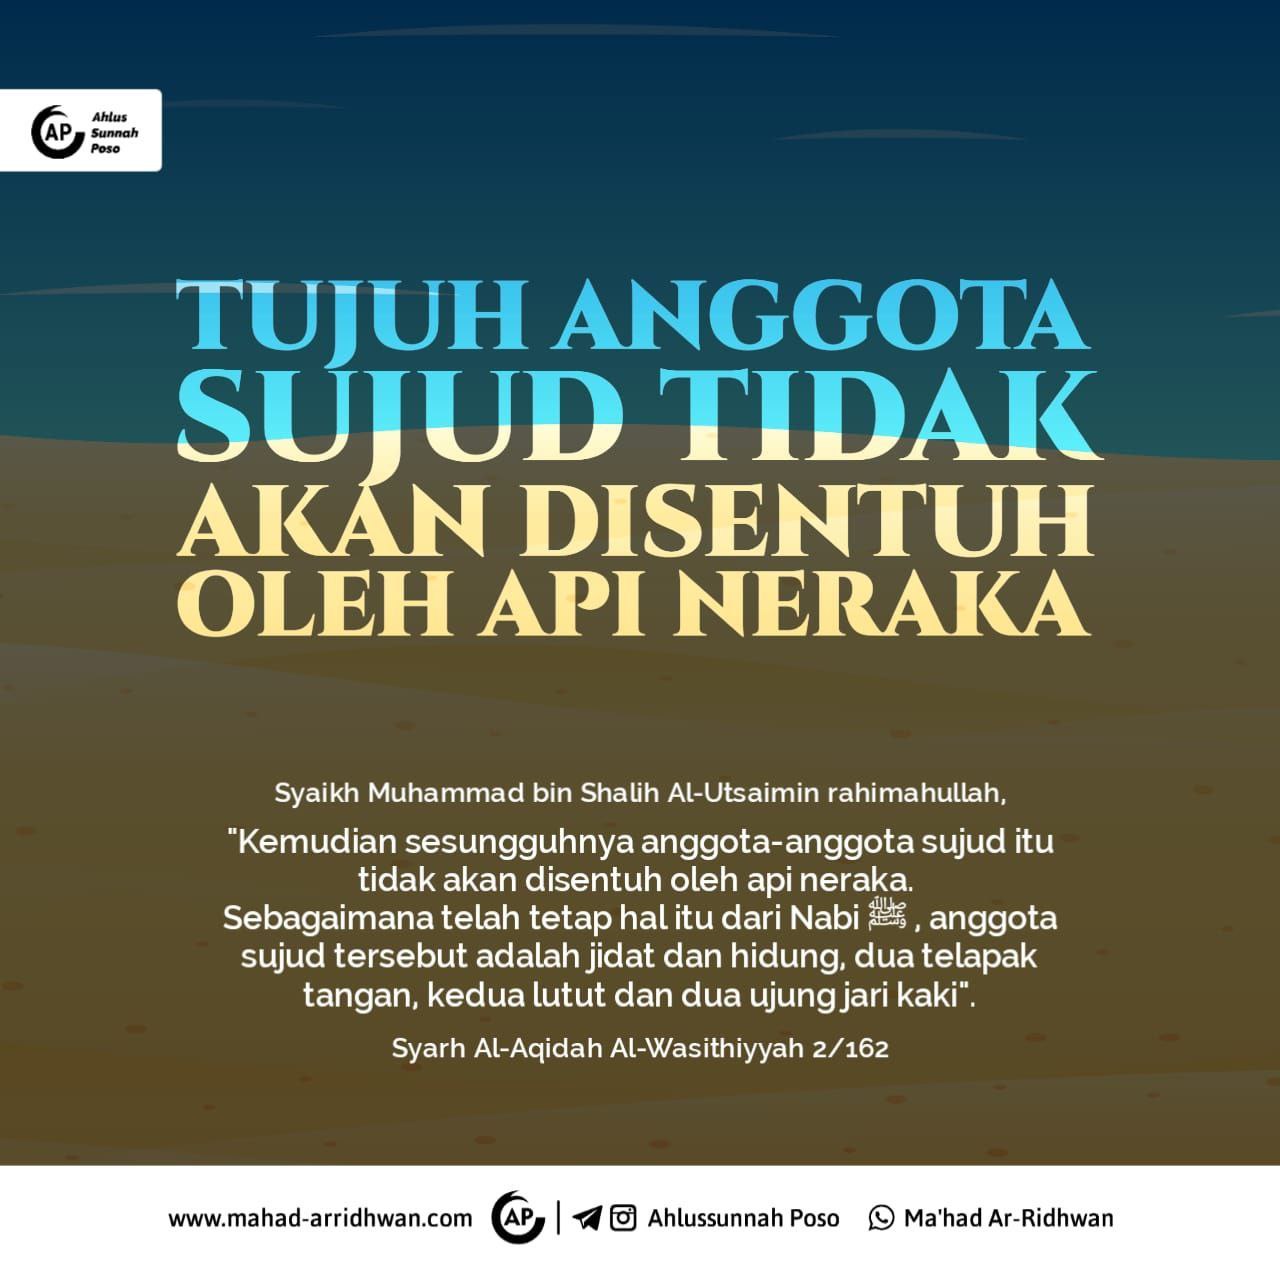 AP
Ahlus
Sunnah
Poso
TUJUH ANGGOTA
SUJUD TIDAK
AKAN DISENTUH
OLEH API NERAKA
Syaikh Muhammad bin Shalih Al-Utsaimin rahimahullah,
"Kemudian sesungguhnya anggota-anggota sujud itu
tidak akan disentuh oleh api neraka.
Sebagaimana telah tetap hal itu dari Nabi ﷺ , anggota
sujud tersebut adalah jidat dan hidung, dua telapak
tangan, kedua lutut dan dua ujung jari kaki".
Syarh Al-Aqidah Al-Wasithiyyah 2/162
www.mahad-arridhwan.com AP | Ahlussunnah Poso Ma'had Ar-Ridhwan